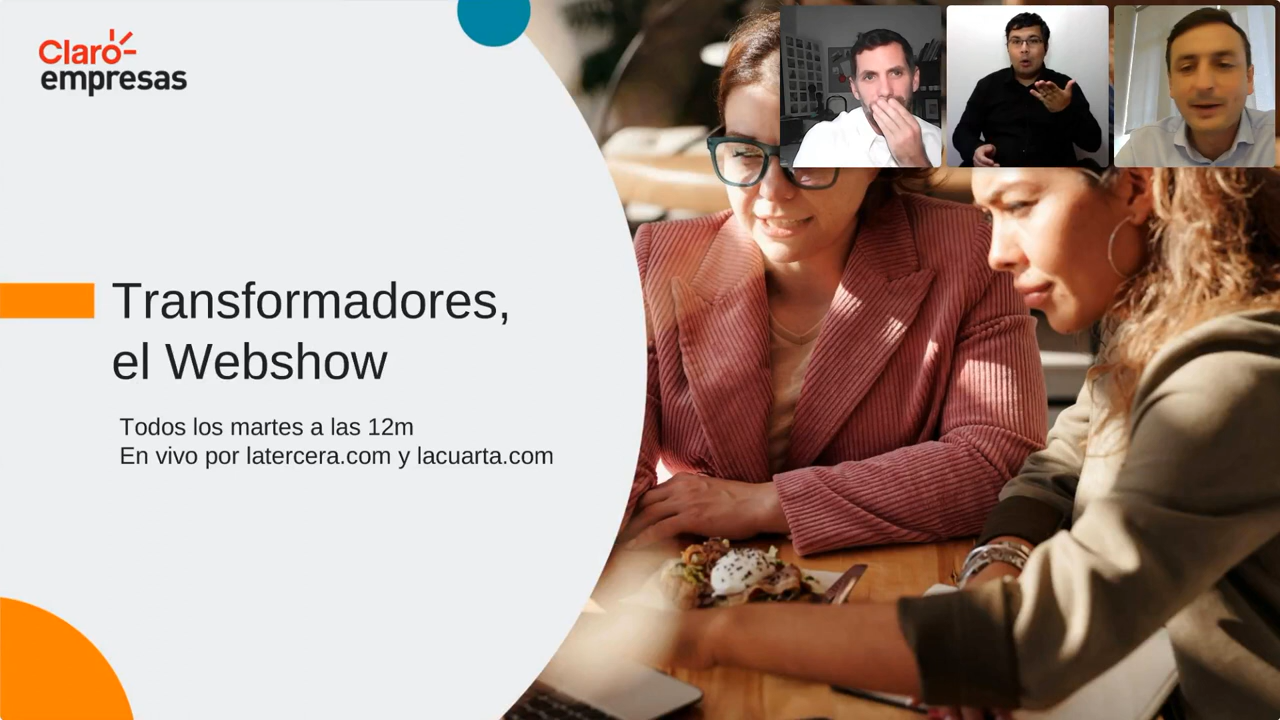 Claro
empresas
Transformadores,
el Webshow
Todos los martes a las 12m
En vivo por latercera.com y lacuarta.com